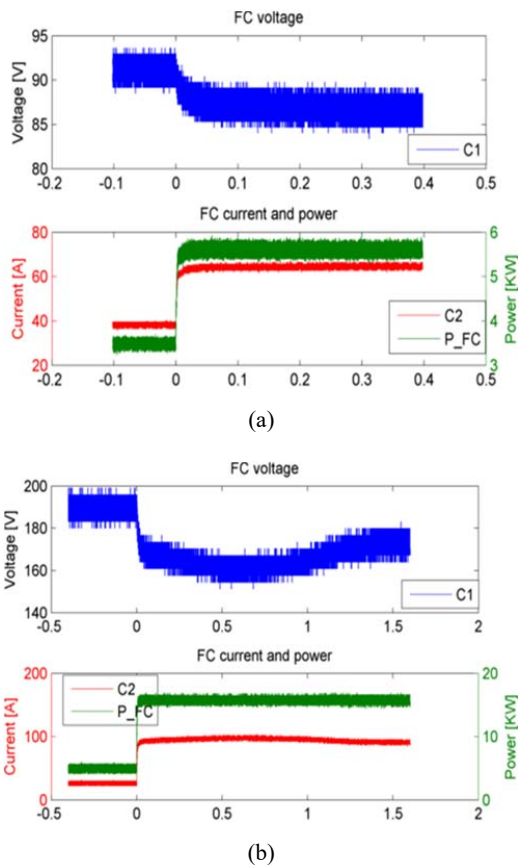 FC voltage
Voltage [V]
95
90
85
80
C1
-0.2 -0.1 0 0.1 0.2 0.3 0.4 0.5
FC current and power
Current [A]
80
60
40
20
Power [KW]
6
5
4
3
C2
P_FC
-0.2 -0.1 0 0.1 0.2 0.3 0.4 0.5
(a)
FC voltage
Voltage [V]
200
180
160
140
C1
-0.5 0 0.5 1 1.5 2
FC current and power
Current [A]
200
100
0
Power [KW]
20
10
0
C2
P_FC
-0.5 0 0.5 1 1.5 2
(b)